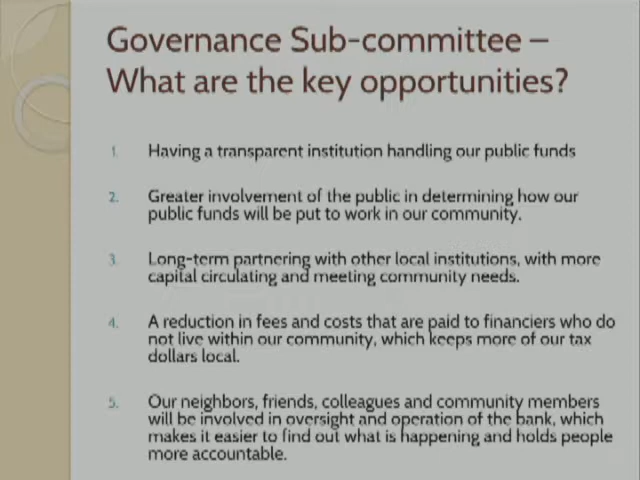 Governance Sub-committee –
What are the key opportunities?
1. Having a transparent institution handling our public funds
2. Greater involvement of the public in determining how our
public funds will be put to work in our community.
3. Long-term partnering with other local institutions, with more
capital circulating and meeting community needs.
4. A reduction in fees and costs that are paid to financiers who do
not live within our community, which keeps more of our tax
dollars local.
5. Our neighbors, friends, colleagues and community members
will be involved in oversight and operation of the bank, which
makes it easier to find out what is happening and holds people
more accountable.